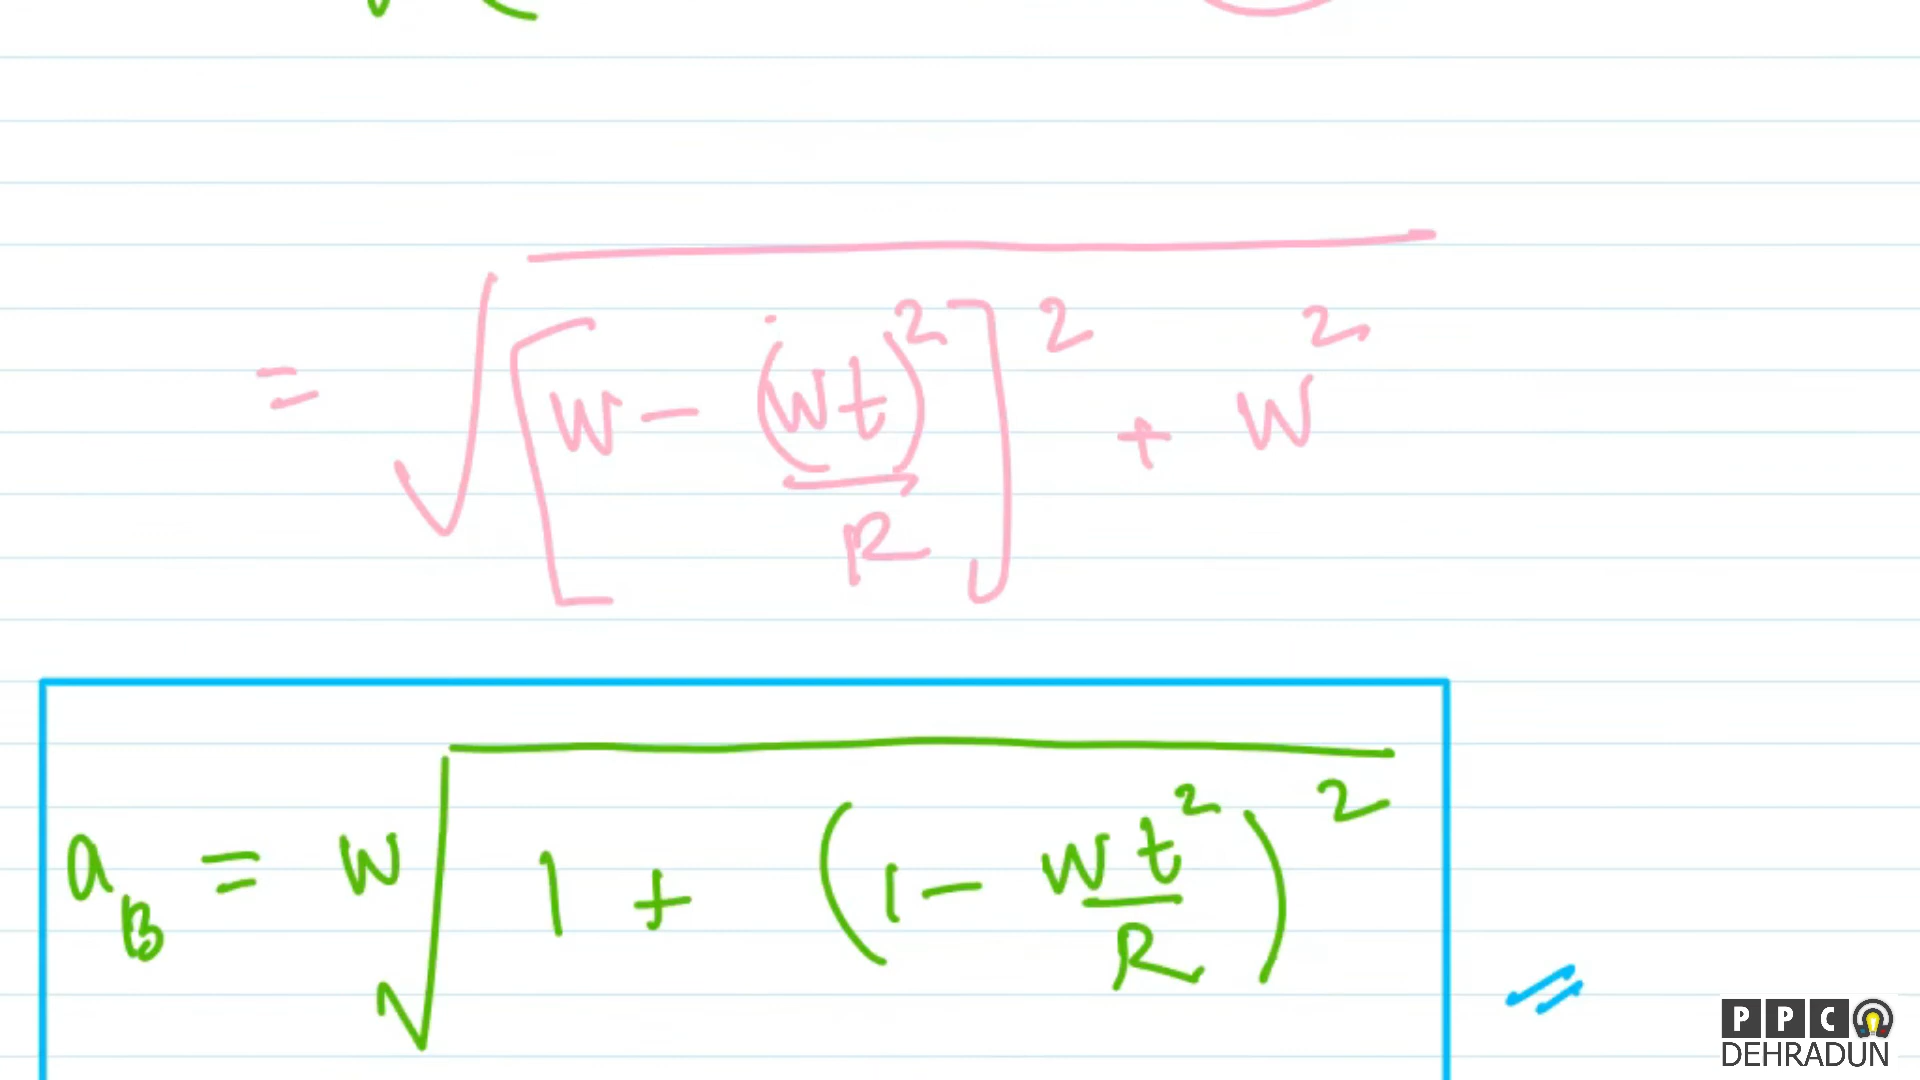 = √[w - (wt)²/R]² + w²
a_B = w√1 + (1 - wt²/R)²
PPC
DEHRADUN